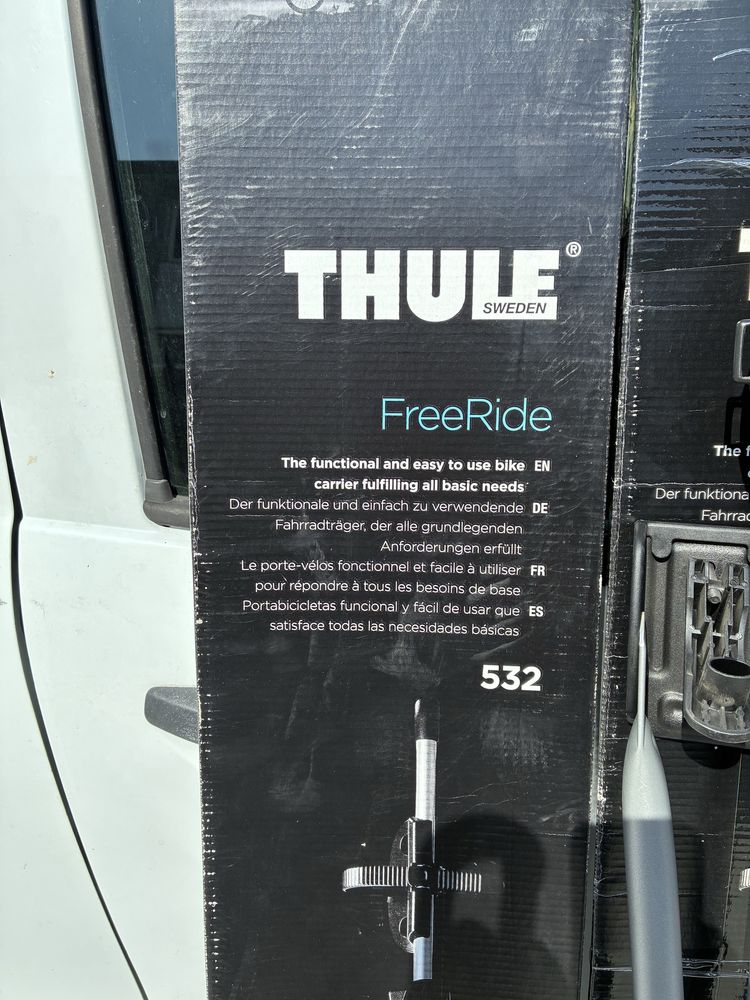 THULE®
SWEDEN
FreeRide
The functional and easy to use bike EN
carrier fulfilling all basic needs
Der funktionale und einfach zu verwendende DE
Fahrradträger, der alle grundlegenden
Anforderungen erfüllt
Le porte-vélos fonctionnel et facile à utiliser FR
pour répondre à tous les besoins de base
Portabicicletas funcional y fácil de usar que ES
satisface todas las necesidades básicas
532
The
Der funktiona
Fahrrad